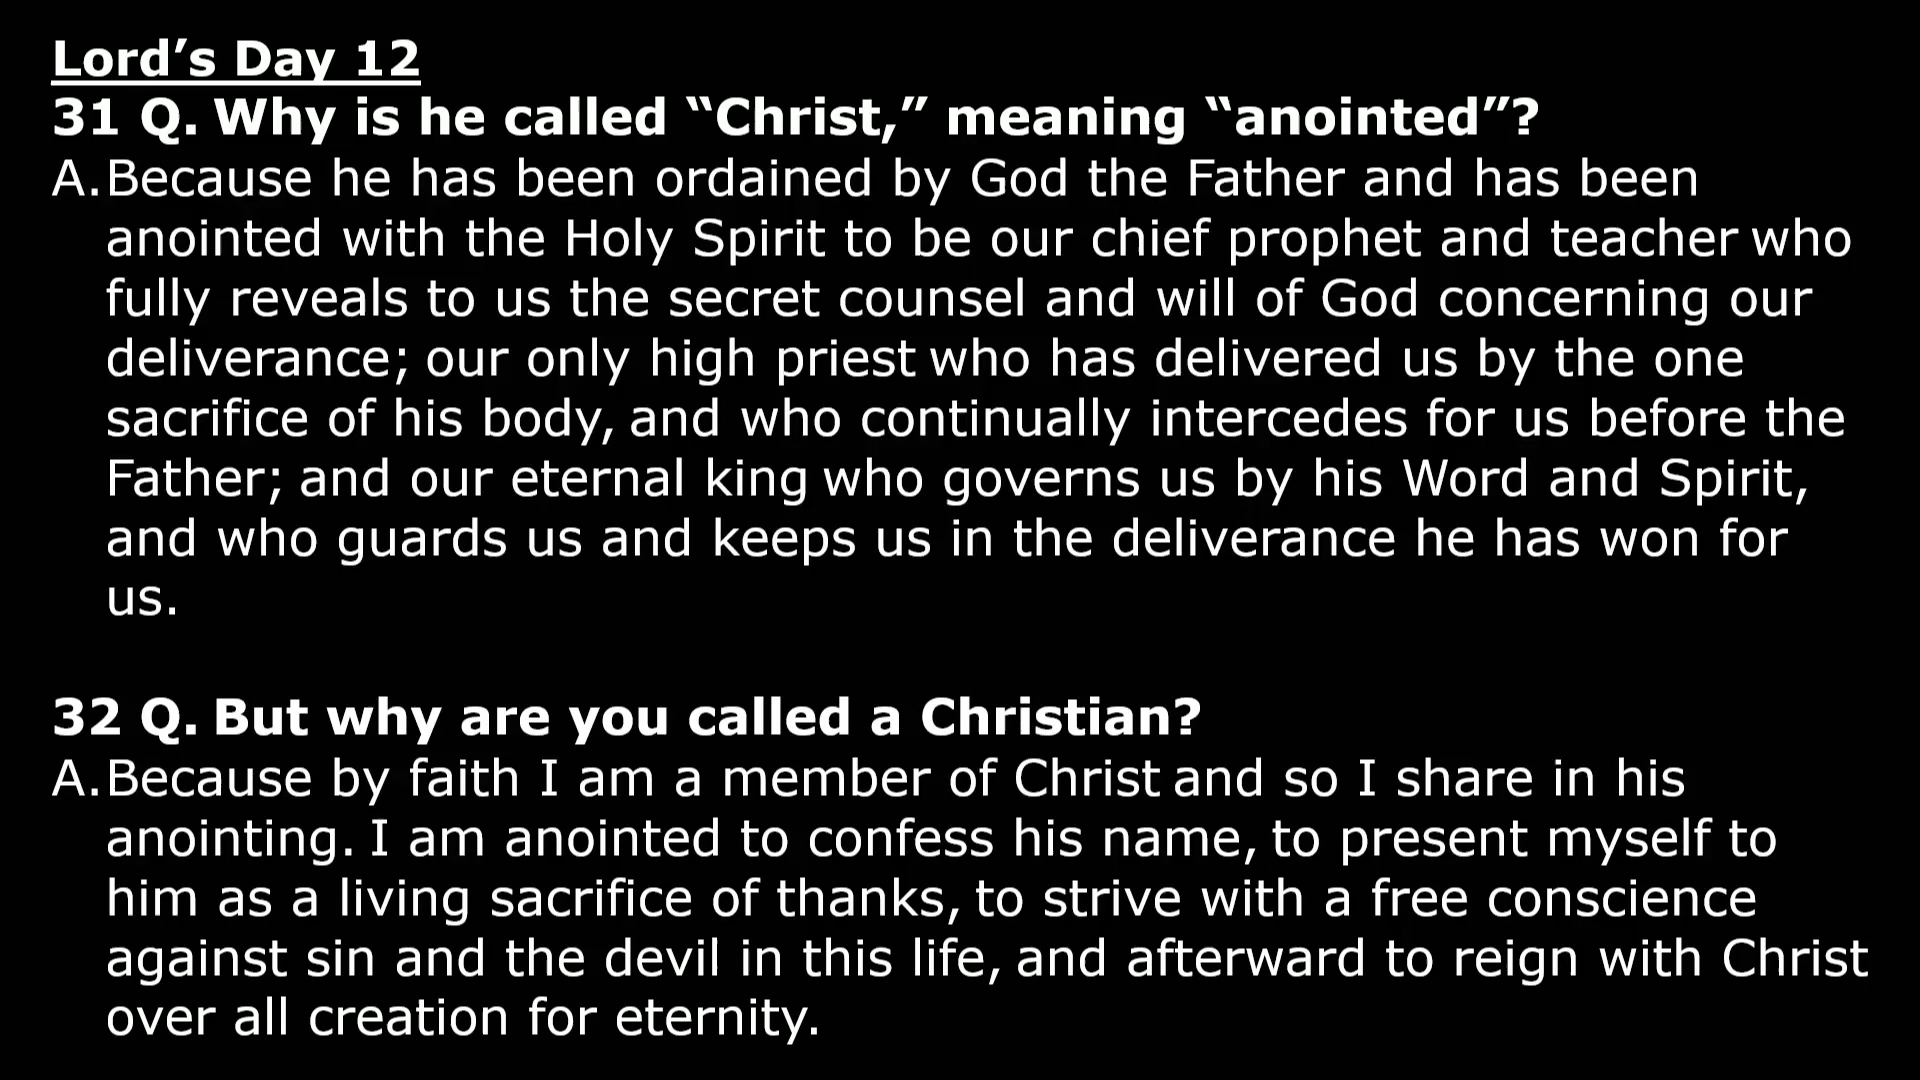 Lord’s Day 12
31 Q. Why is he called “Christ,” meaning “anointed”?
A. Because he has been ordained by God the Father and has been
anointed with the Holy Spirit to be our chief prophet and teacher who
fully reveals to us the secret counsel and will of God concerning our
deliverance; our only high priest who has delivered us by the one
sacrifice of his body, and who continually intercedes for us before the
Father; and our eternal king who governs us by his Word and Spirit,
and who guards us and keeps us in the deliverance he has won for
us.
32 Q. But why are you called a Christian?
A. Because by faith I am a member of Christ and so I share in his
anointing. I am anointed to confess his name, to present myself to
him as a living sacrifice of thanks, to strive with a free conscience
against sin and the devil in this life, and afterward to reign with Christ
over all creation for eternity.